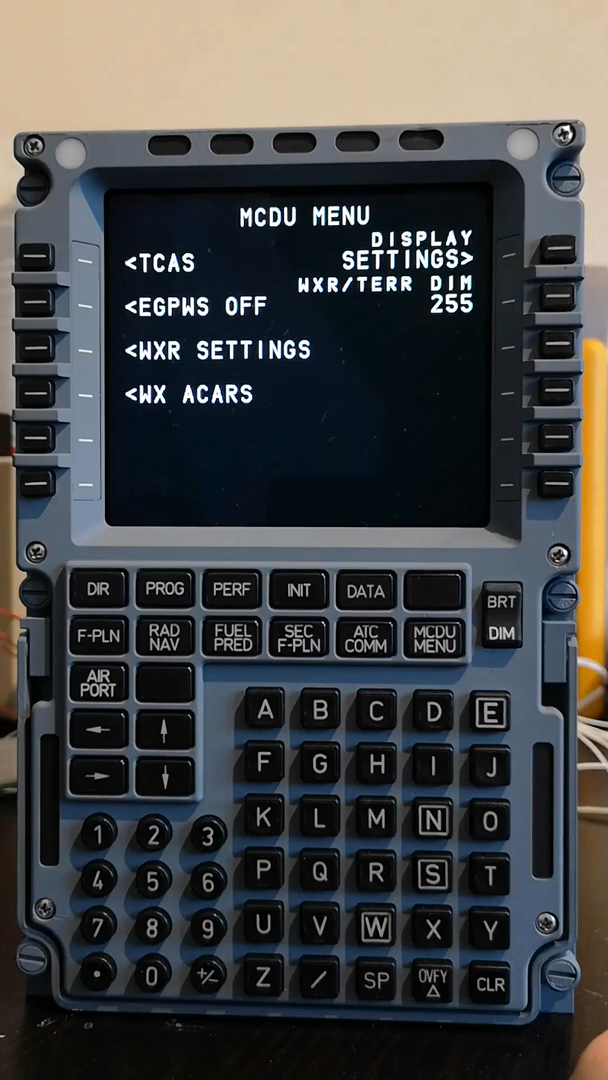 MCDU MENU
DISPLAY
<TCAS SETTINGS>
WXR/TERR DIM
<EGPWS OFF 255
<WXR SETTINGS
<WX ACARS
DIR PROG PERF INIT DATA
BRT
DIM
F-PLN RAD NAV FUEL PRED SEC F-PLN ATC COMM MCDU MENU
AIR PORT
← ↑
→ ↓
A B C D E
F G H I J
K L M N O
1 2 3
P Q R S T
4 5 6
U V W X Y
7 8 9
Z / SP OVFY △ CLR
• 0 +/-